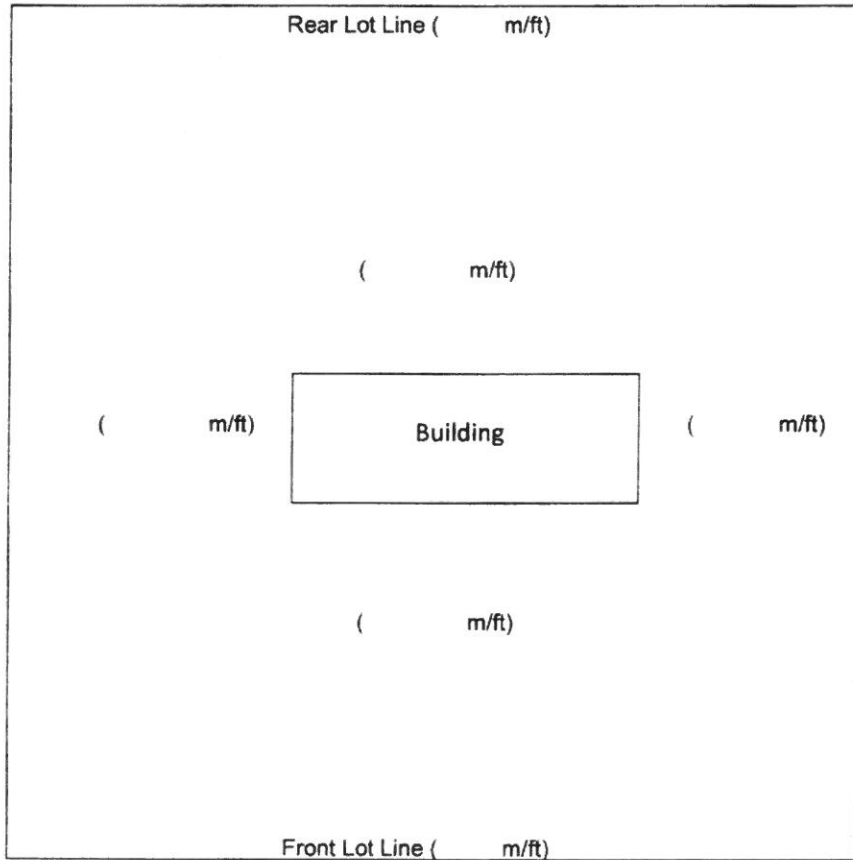 Rear Lot Line (          m/ft)
(          m/ft)
(          m/ft) Building (          m/ft)
(          m/ft)
Front Lot Line (          m/ft)